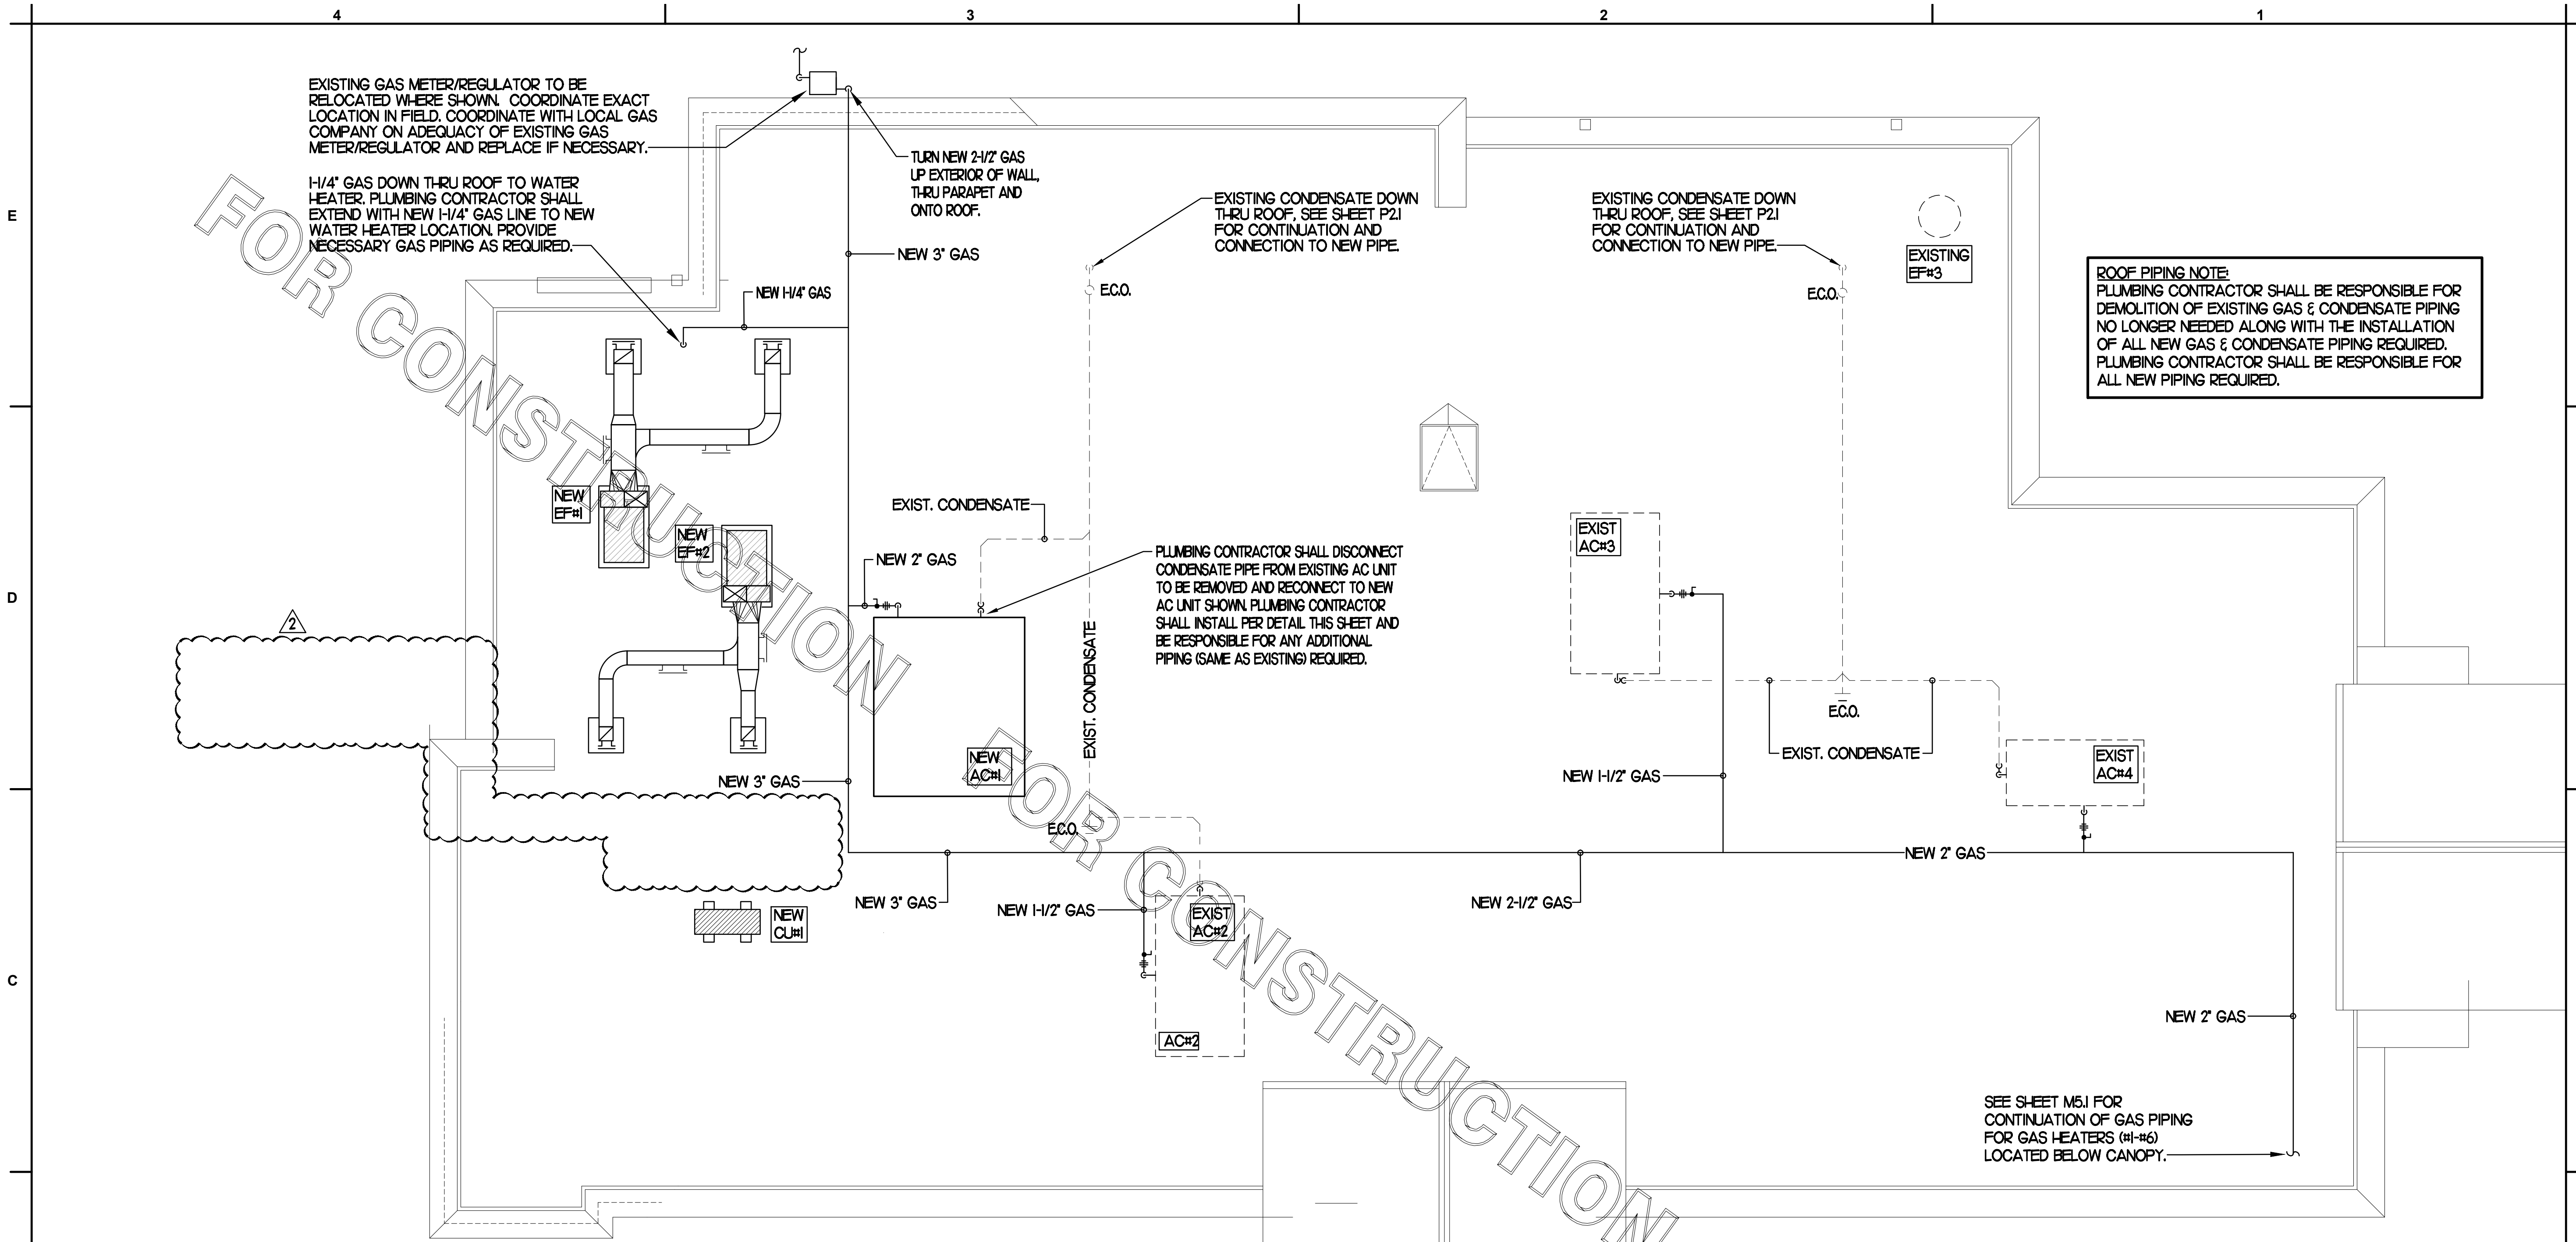 4
3
2
1
E
D
C
EXISTING GAS METER/REGULATOR TO BE
RELOCATED WHERE SHOWN. COORDINATE EXACT
LOCATION IN FIELD. COORDINATE WITH LOCAL GAS
COMPANY ON ADEQUACY OF EXISTING GAS
METER/REGULATOR AND REPLACE IF NECESSARY.
1-1/4" GAS DOWN THRU ROOF TO WATER
HEATER. PLUMBING CONTRACTOR SHALL
EXTEND WITH NEW 1-1/4" GAS LINE TO NEW
WATER HEATER LOCATION. PROVIDE
NECESSARY GAS PIPING AS REQUIRED.
TURN NEW 2-1/2" GAS
UP EXTERIOR OF WALL,
THRU PARAPET AND
ONTO ROOF.
NEW 3" GAS
NEW 1-1/4" GAS
EXISTING CONDENSATE DOWN
THRU ROOF, SEE SHEET P2.1
FOR CONTINUATION AND
CONNECTION TO NEW PIPE.
E.C.O.
EXISTING CONDENSATE DOWN
THRU ROOF, SEE SHEET P2.1
FOR CONTINUATION AND
CONNECTION TO NEW PIPE.
E.C.O.
EXISTING
EF#3
ROOF PIPING NOTE:
PLUMBING CONTRACTOR SHALL BE RESPONSIBLE FOR
DEMOLITION OF EXISTING GAS & CONDENSATE PIPING
NO LONGER NEEDED ALONG WITH THE INSTALLATION
OF ALL NEW GAS & CONDENSATE PIPING REQUIRED.
PLUMBING CONTRACTOR SHALL BE RESPONSIBLE FOR
ALL NEW PIPING REQUIRED.
FOR CONSTRUCTION
NEW
EF#1
NEW
EF#2
EXIST. CONDENSATE
NEW 2" GAS
PLUMBING CONTRACTOR SHALL DISCONNECT
CONDENSATE PIPE FROM EXISTING AC UNIT
TO BE REMOVED AND RECONNECT TO NEW
AC UNIT SHOWN. PLUMBING CONTRACTOR
SHALL INSTALL PER DETAIL THIS SHEET AND
BE RESPONSIBLE FOR ANY ADDITIONAL
PIPING (SAME AS EXISTING) REQUIRED.
EXIST. CONDENSATE
EXIST
AC#3
2
NEW
AC#1
NEW 3" GAS
E.C.O.
EXIST. CONDENSATE
NEW 1-1/2" GAS
EXIST
AC#4
E.C.O.
NEW 2" GAS
NEW 3" GAS
NEW 1-1/2" GAS
NEW 2-1/2" GAS
NEW
CU#1
EXIST
AC#2
AC#2
NEW 2" GAS
FOR CONSTRUCTION
SEE SHEET M5.1 FOR
CONTINUATION OF GAS PIPING
FOR GAS HEATERS (#1-#6)
LOCATED BELOW CANOPY.